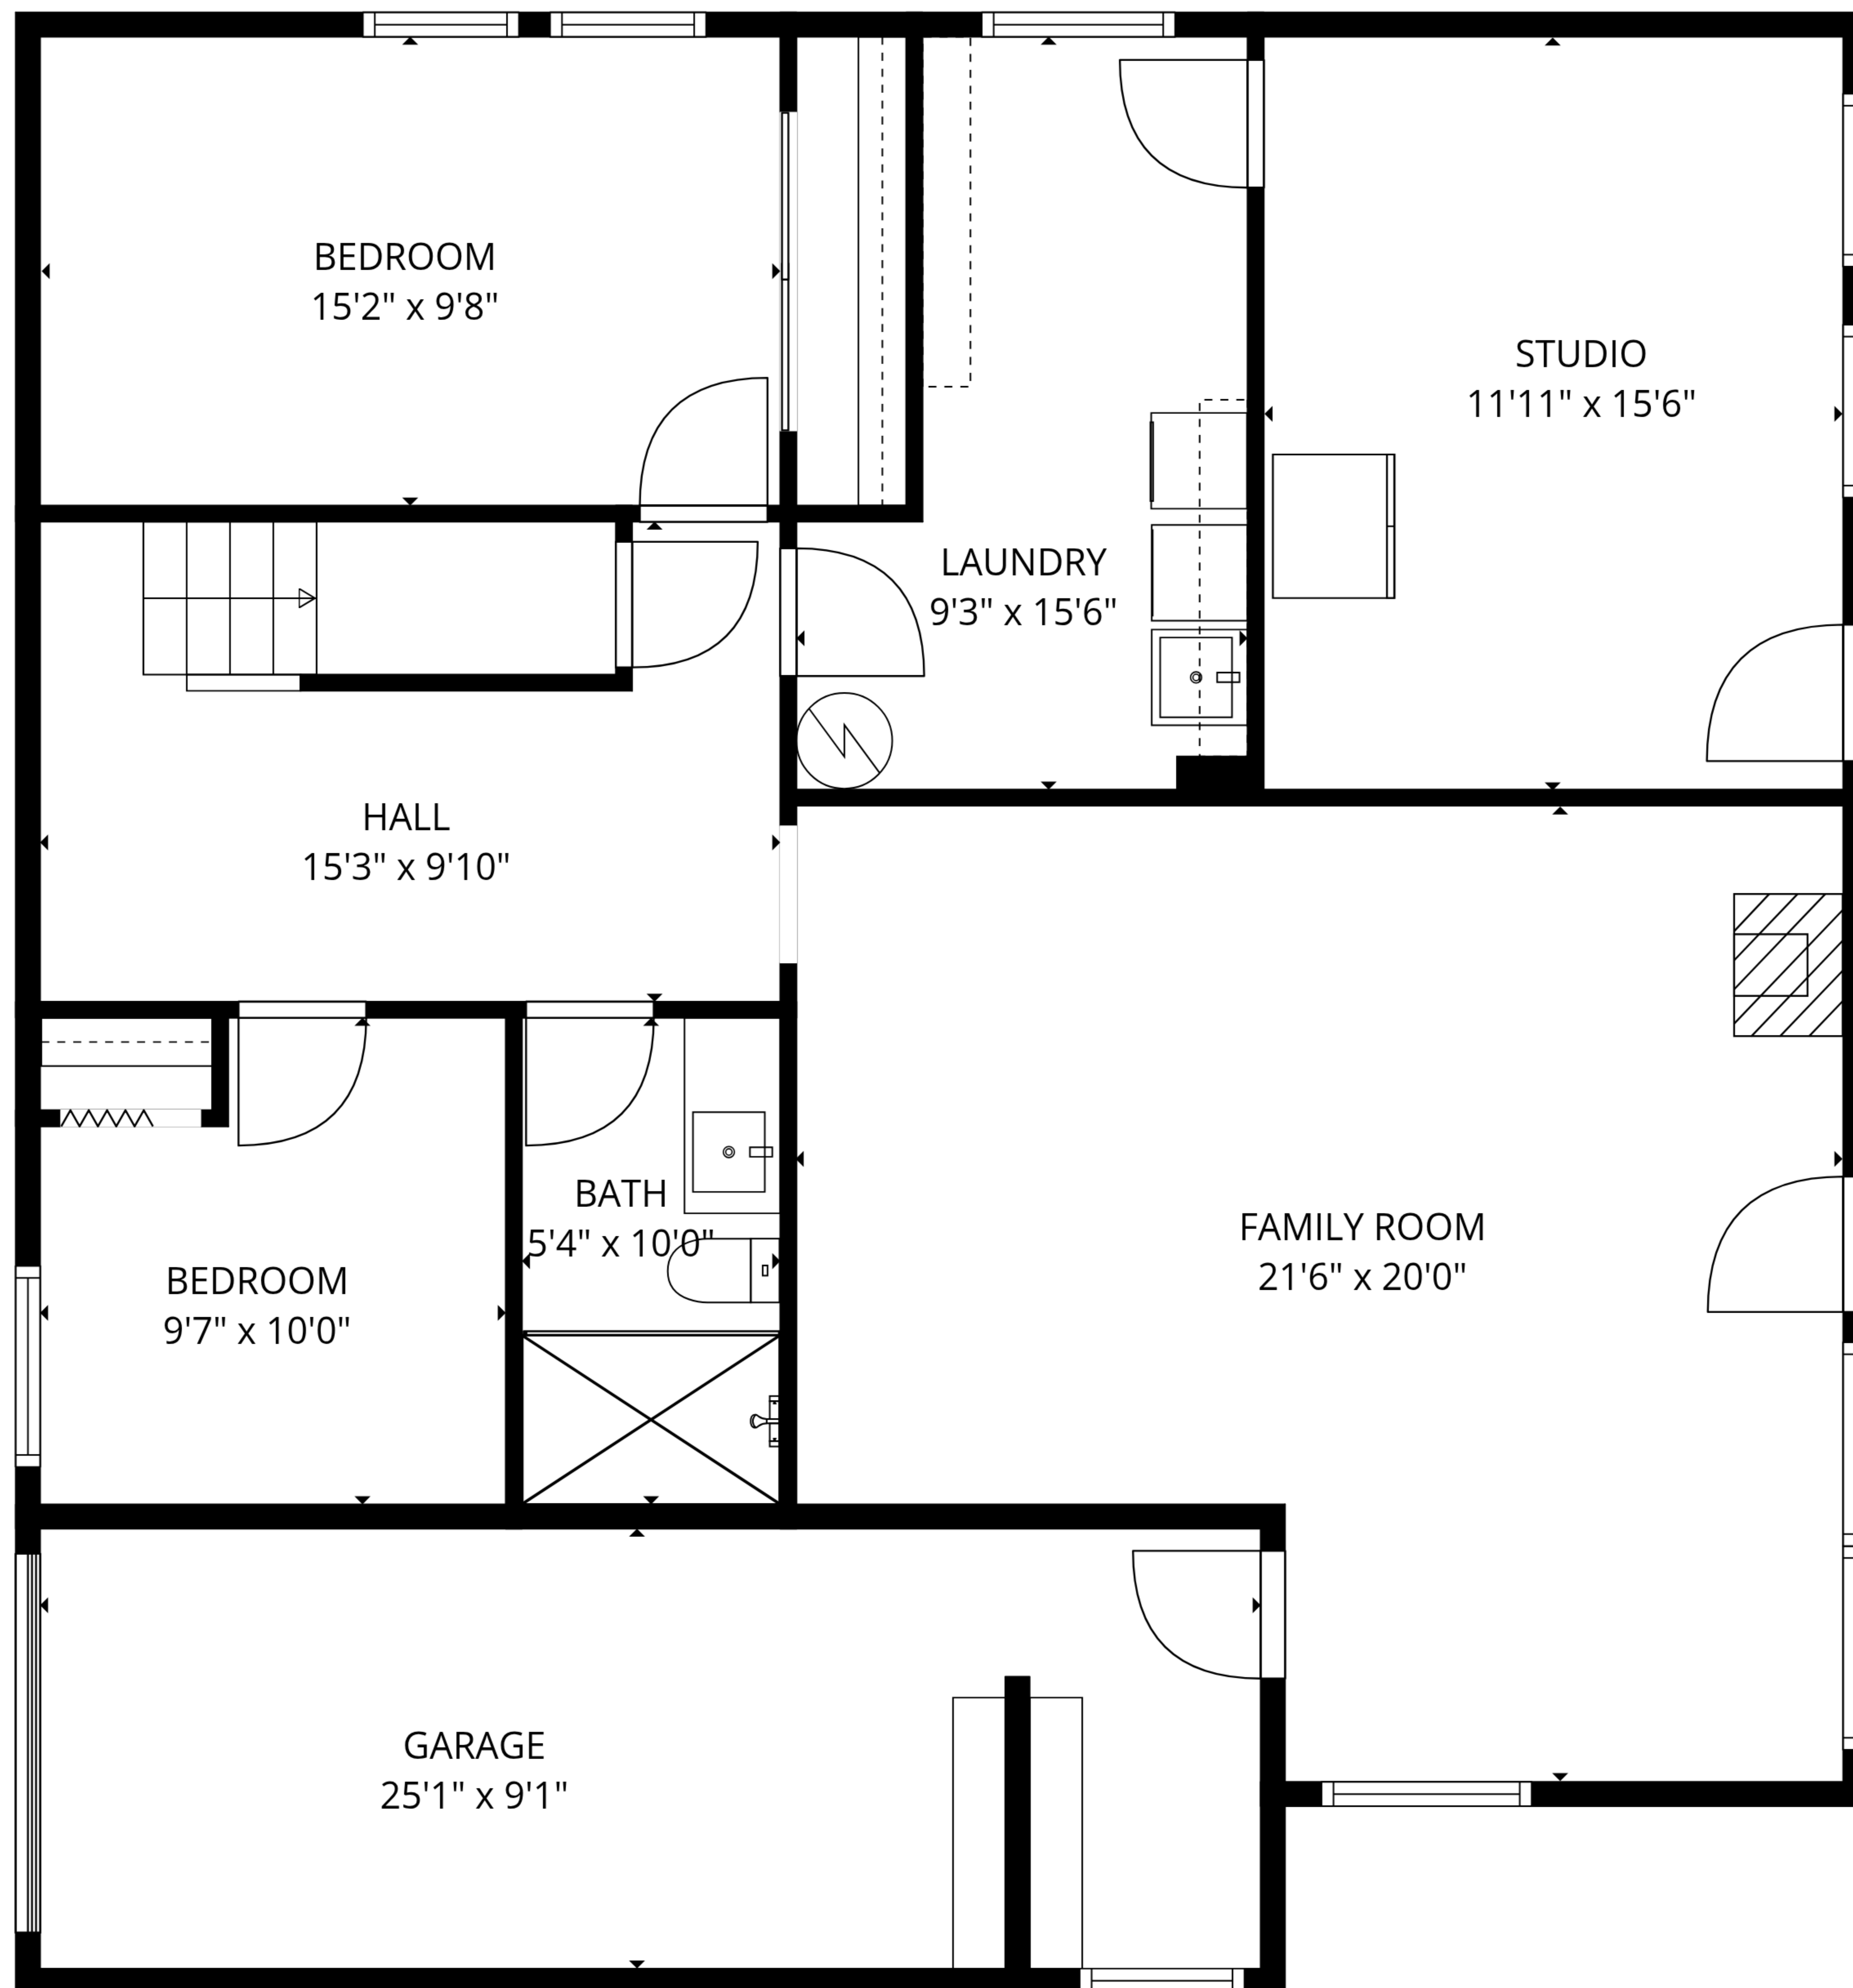 BEDROOM
15'2" x 9'8"
STUDIO
11'11" x 15'6"
LAUNDRY
9'3" x 15'6"
HALL
15'3" x 9'10"
BATH
5'4" x 10'0"
FAMILY ROOM
21'6" x 20'0"
BEDROOM
9'7" x 10'0"
GARAGE
25'1" x 9'1"